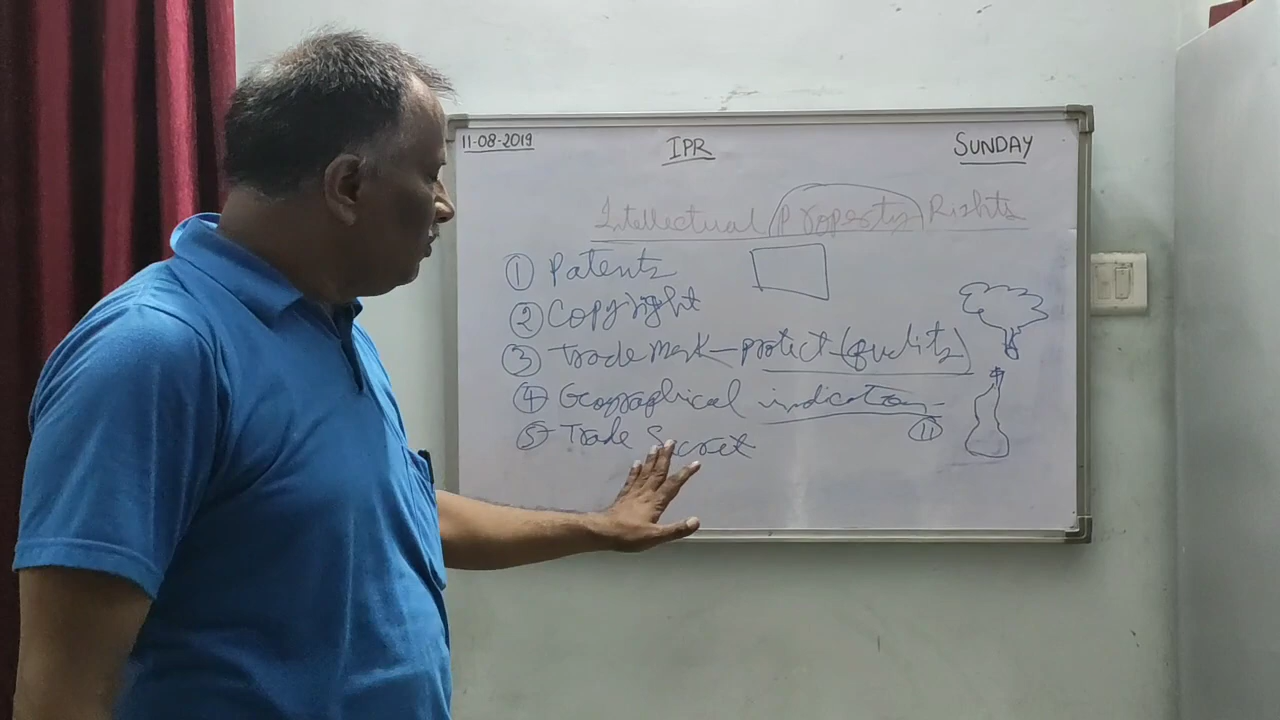 11-08-2019 IPR SUNDAY
Intellectual Property Rights
① Patents
② Copyright
③ Trade Mark - protect - (quality)
④ Geographical indication
⑪
⑤ Trade Secret